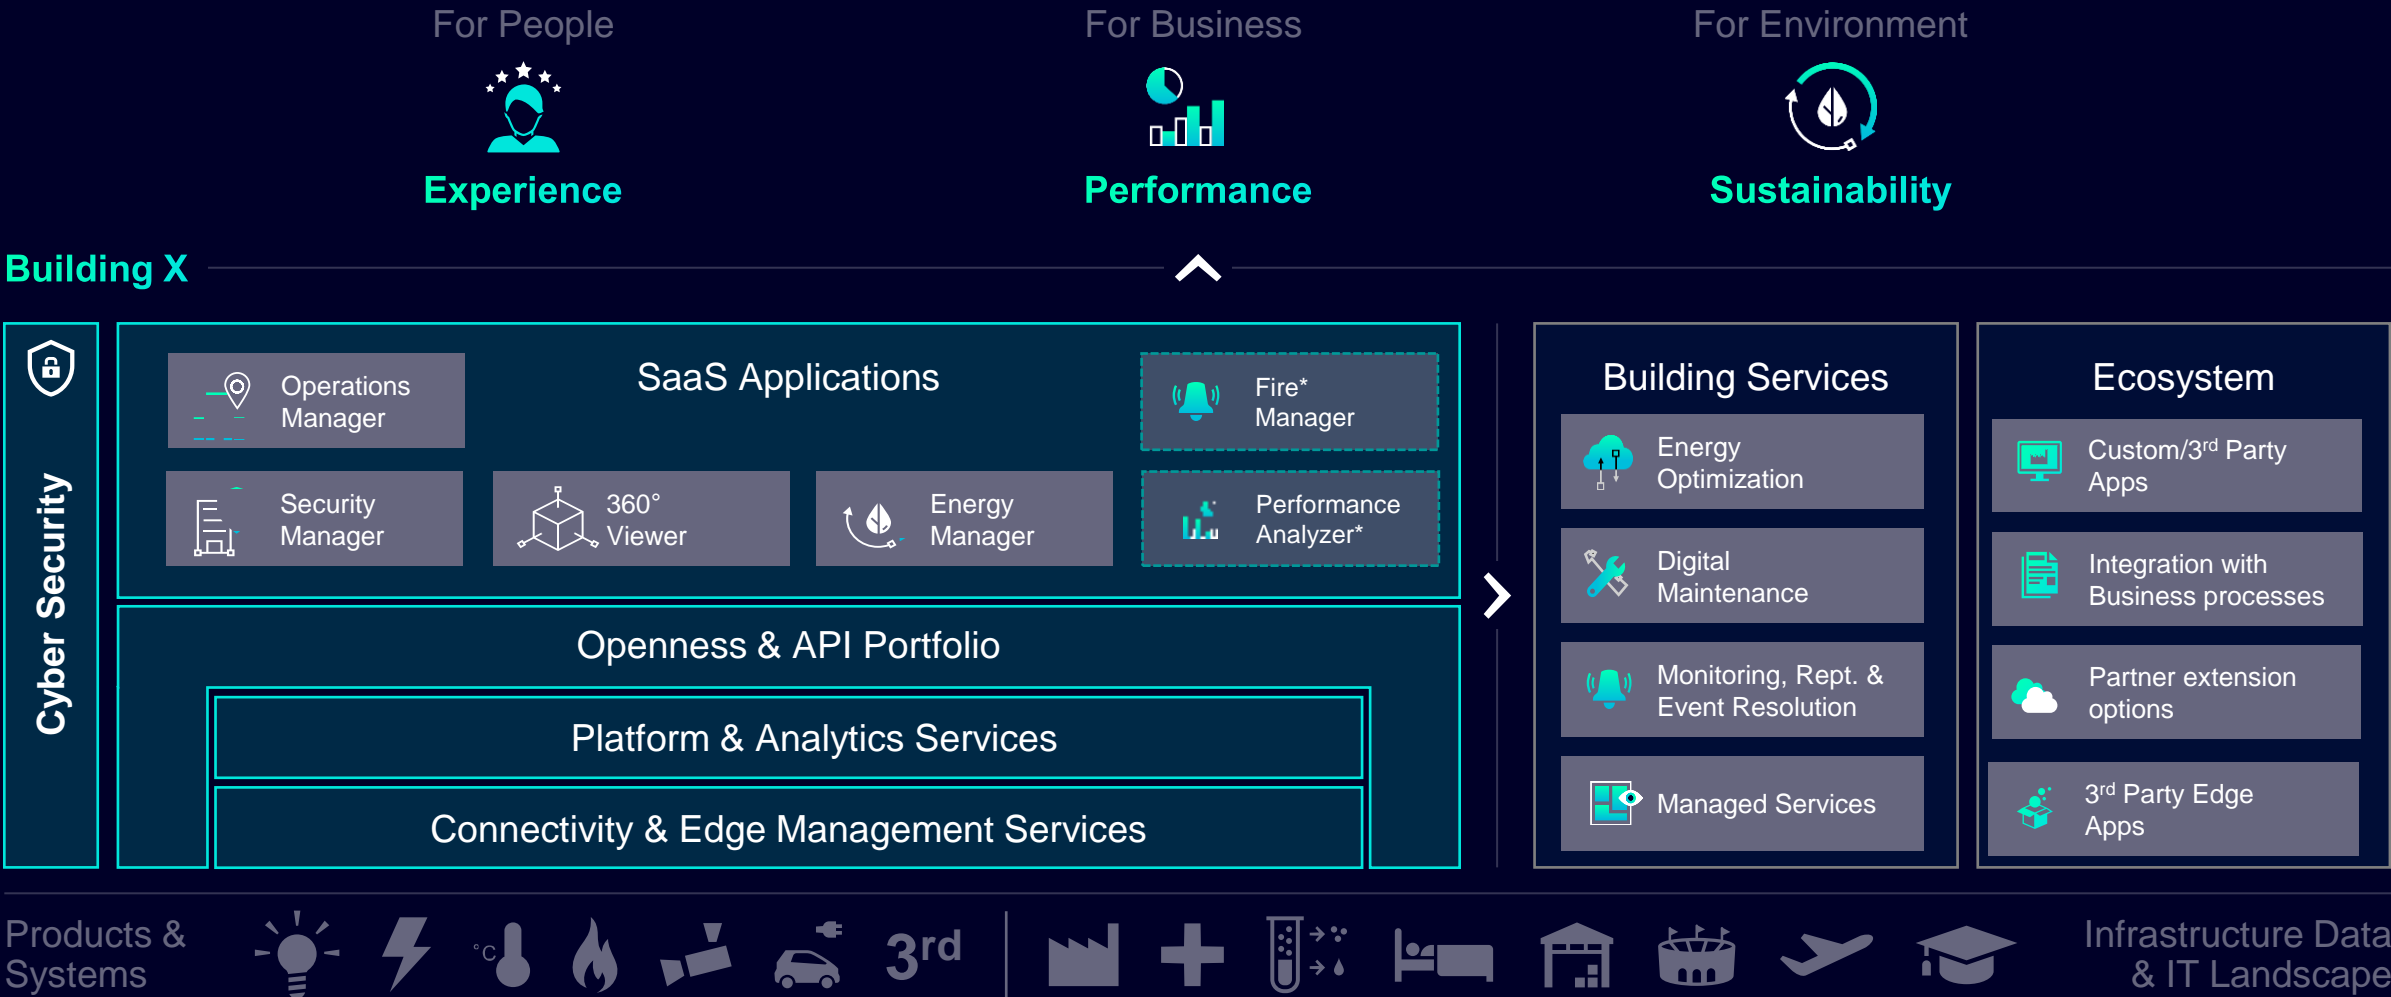 For People
For Business
For Environment
Experience
Performance
Sustainability
Building X
Cyber Security
SaaS Applications
Operations
Manager
Fire*
Manager
Security
Manager
360°
Viewer
Energy
Manager
Performance
Analyzer*
Openness & API Portfolio
Platform & Analytics Services
Connectivity & Edge Management Services
Building Services
Energy
Optimization
Digital
Maintenance
Monitoring, Rept. &
Event Resolution
Managed Services
Ecosystem
Custom/3rd Party
Apps
Integration with
Business processes
Partner extension
options
3rd Party Edge
Apps
Products &
Systems
°C
3rd
Infrastructure Data
& IT Landscape